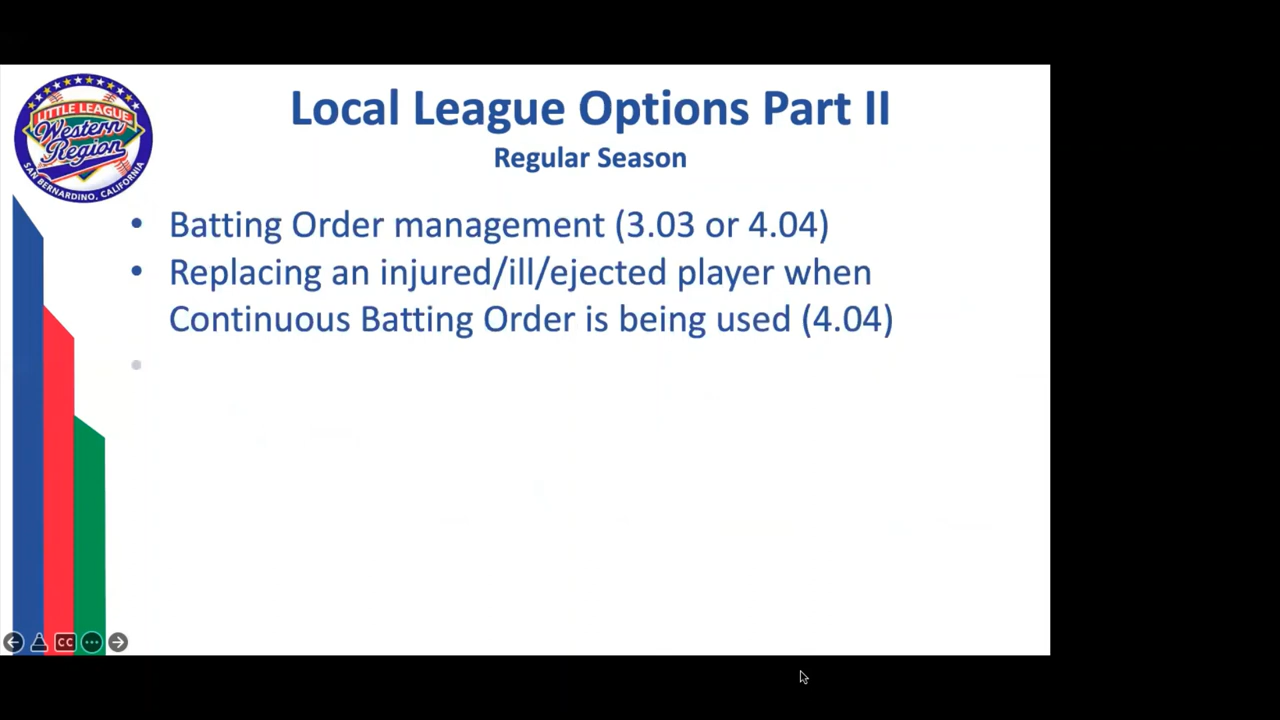 LITTLE LEAGUE
Western
Region
SAN BERNARDINO, CALIFORNIA
Local League Options Part II
Regular Season
• Batting Order management (3.03 or 4.04)
• Replacing an injured/ill/ejected player when
Continuous Batting Order is being used (4.04)
•
CC